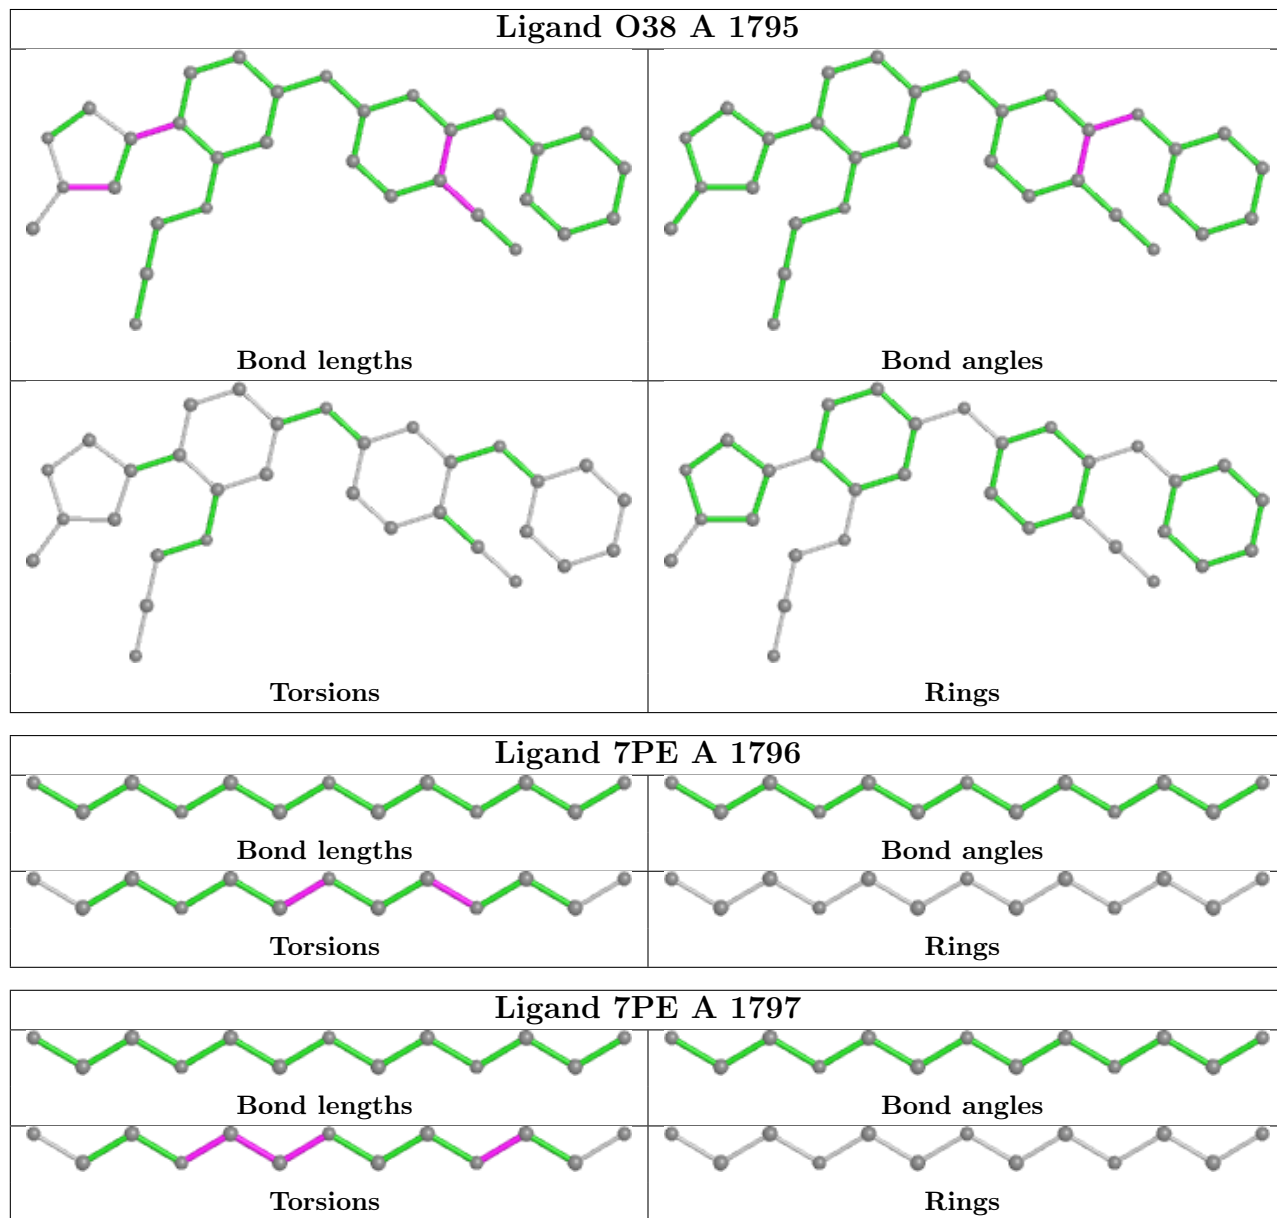 Ligand O38 A 1795
Bond lengths
Bond angles
Torsions
Rings
Ligand 7PE A 1796
Bond lengths
Bond angles
Torsions
Rings
Ligand 7PE A 1797
Bond lengths
Bond angles
Torsions
Rings